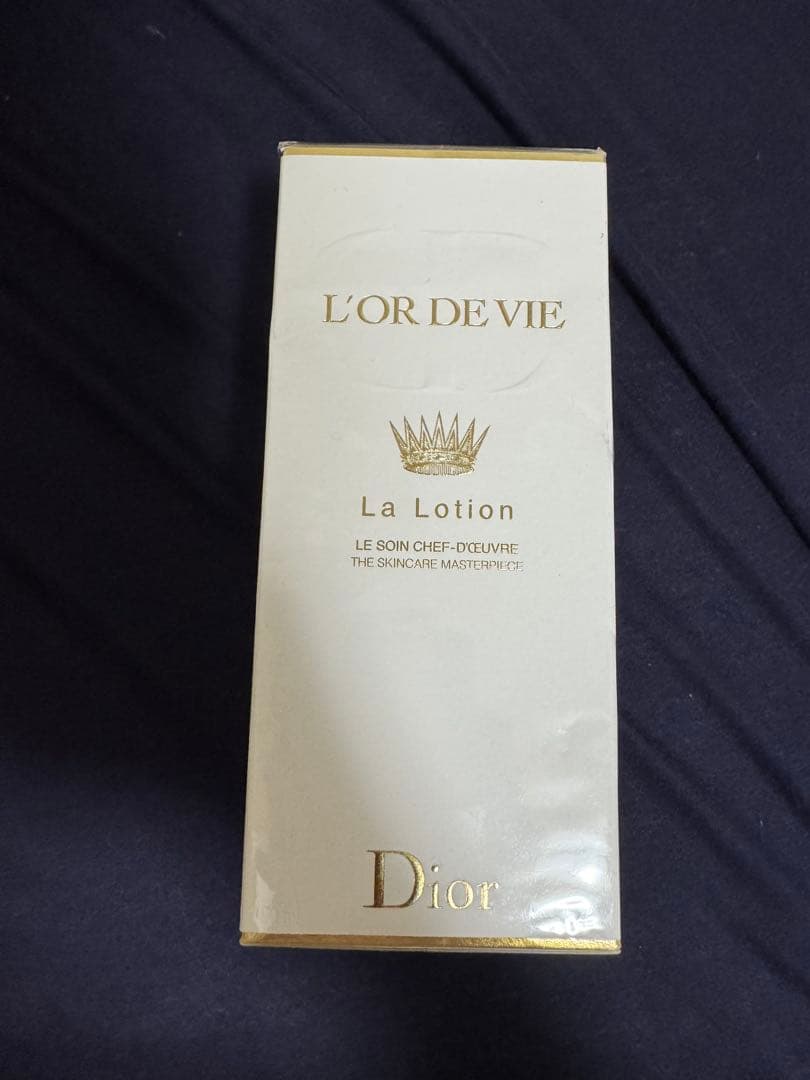 L'OR DE VIE
La Lotion
LE SOIN CHEF-D'ŒUVRE
THE SKINCARE MASTERPIECE
Dior